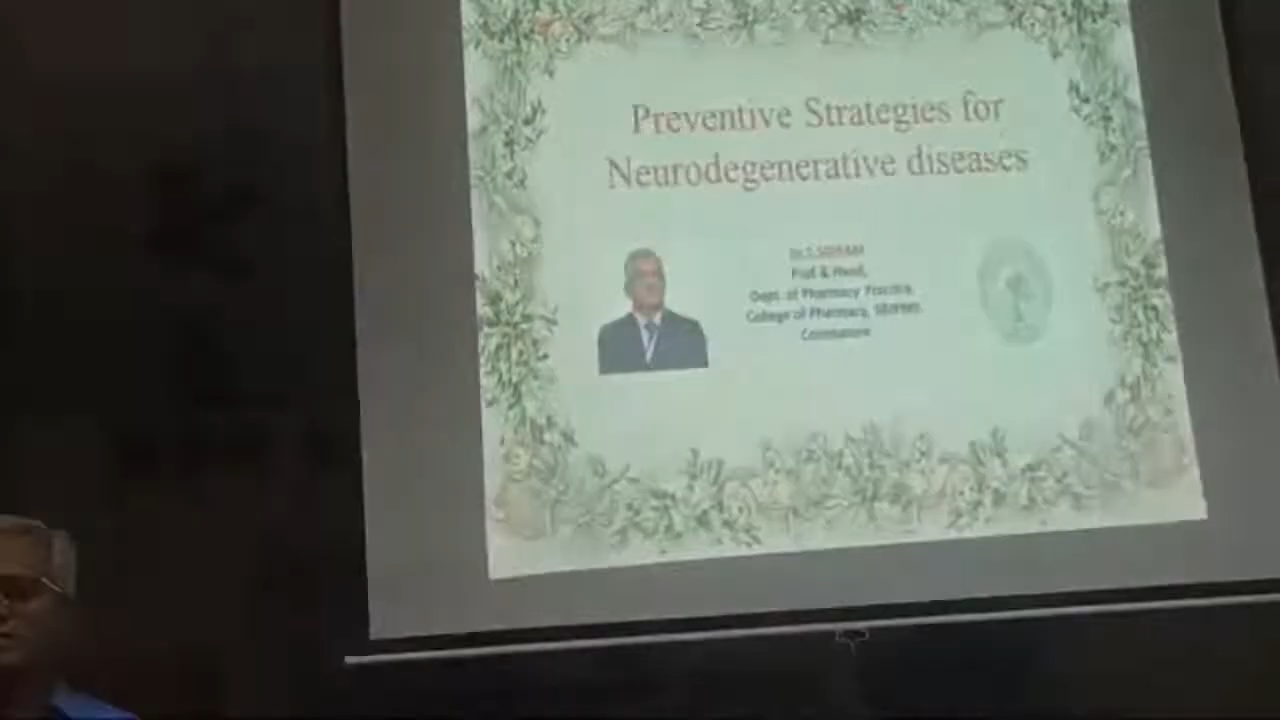 Preventive Strategies for
Neurodegenerative diseases
Prof & Head,
Dept. of Pharmacy Practice,
College of Pharmacy, SRIPMS
Coimbatore